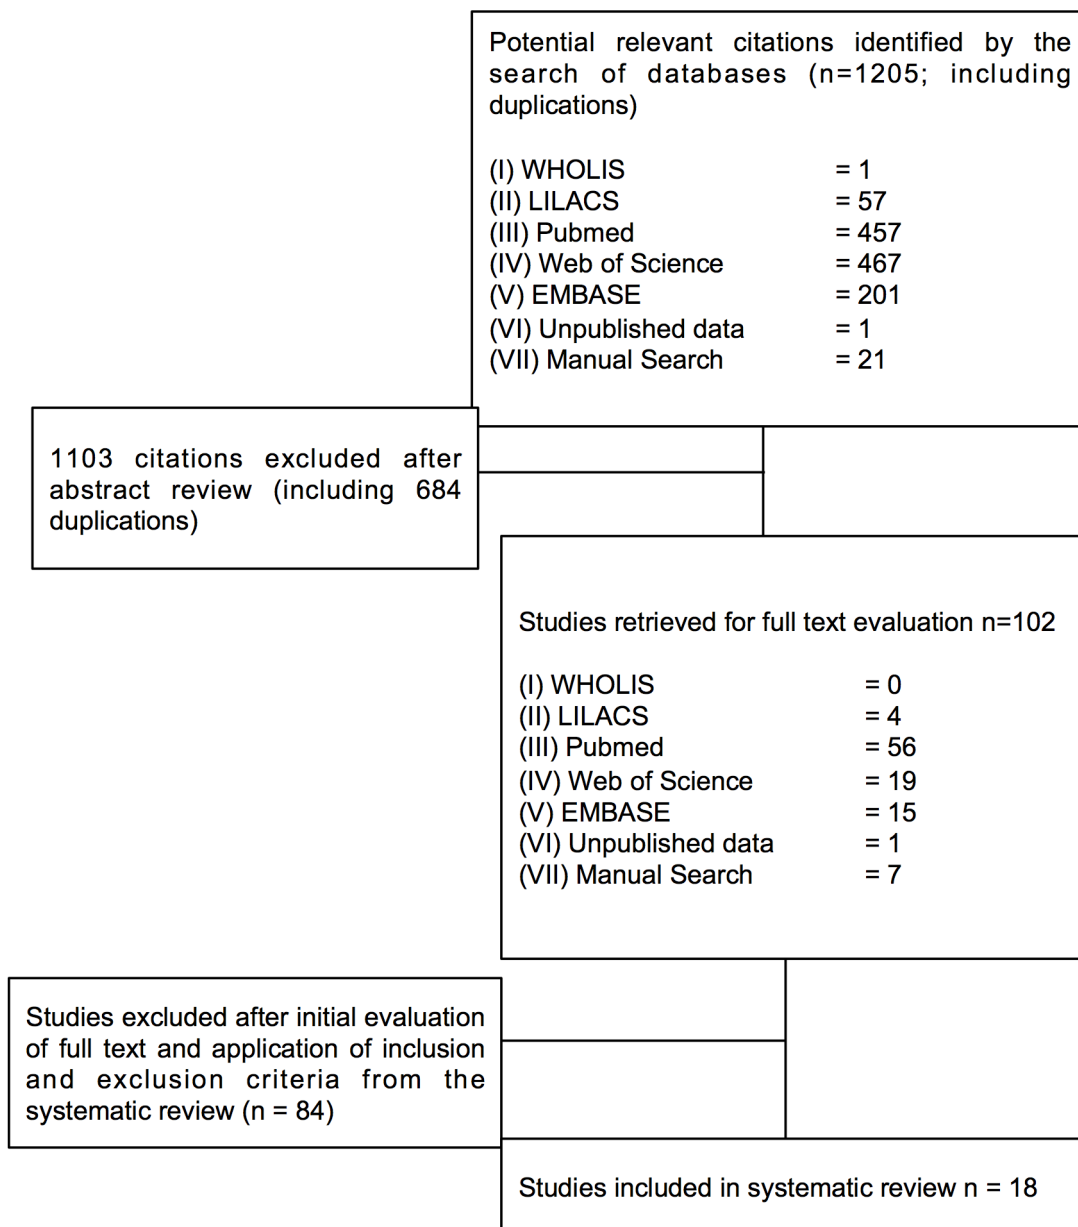 Potential relevant citations identified by the
search of databases (n=1205; including
duplications)
(I) WHOLIS = 1
(II) LILACS = 57
(III) Pubmed = 457
(IV) Web of Science = 467
(V) EMBASE = 201
(VI) Unpublished data = 1
(VII) Manual Search = 21
1103 citations excluded after
abstract review (including 684
duplications)
Studies retrieved for full text evaluation n=102
(I) WHOLIS = 0
(II) LILACS = 4
(III) Pubmed = 56
(IV) Web of Science = 19
(V) EMBASE = 15
(VI) Unpublished data = 1
(VII) Manual Search = 7
Studies excluded after initial evaluation
of full text and application of inclusion
and exclusion criteria from the
systematic review (n = 84)
Studies included in systematic review n = 18